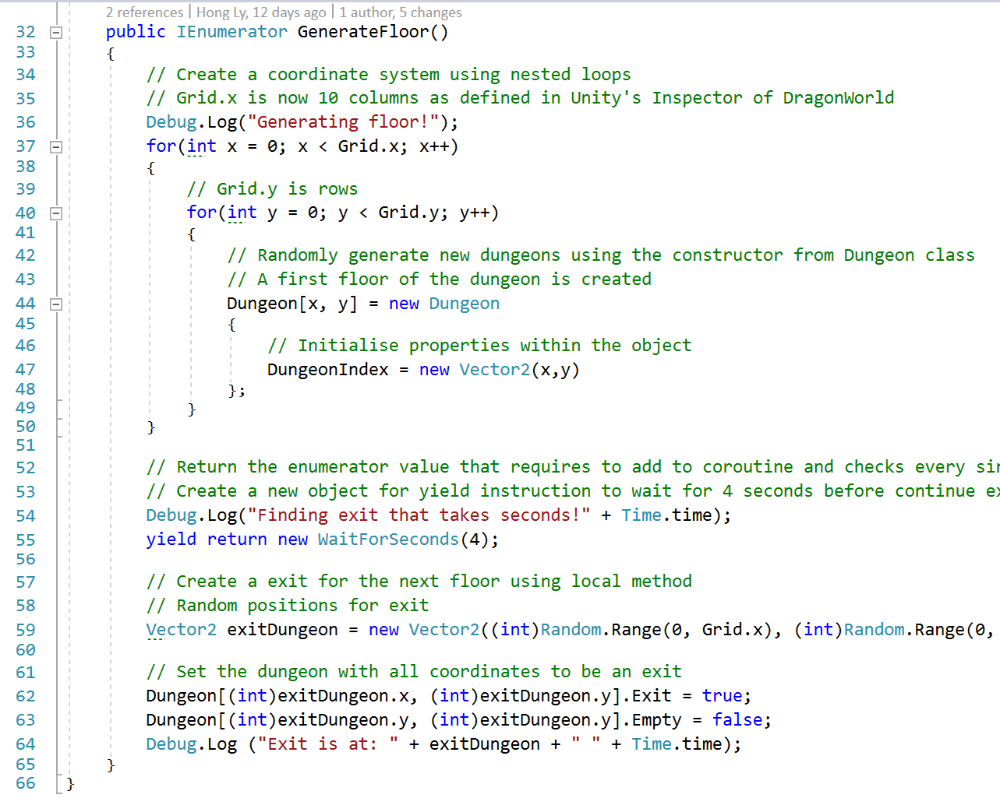 2 references | Hong Ly, 12 days ago | 1 author, 5 changes
32 public IEnumerator GenerateFloor()
33 {
34 // Create a coordinate system using nested loops
35 // Grid.x is now 10 columns as defined in Unity's Inspector of DragonWorld
36 Debug.Log("Generating floor!");
37 for(int x = 0; x < Grid.x; x++)
38 {
39 // Grid.y is rows
40 for(int y = 0; y < Grid.y; y++)
41 {
42 // Randomly generate new dungeons using the constructor from Dungeon class
43 // A first floor of the dungeon is created
44 Dungeon[x, y] = new Dungeon
45 {
46 // Initialise properties within the object
47 DungeonIndex = new Vector2(x,y)
48 };
49 }
50 }
51
52 // Return the enumerator value that requires to add to coroutine and checks every
53 // Create a new object for yield instruction to wait for 4 seconds before continue
54 Debug.Log("Finding exit that takes seconds!" + Time.time);
55 yield return new WaitForSeconds(4);
56
57 // Create a exit for the next floor using local method
58 // Random positions for exit
59 Vector2 exitDungeon = new Vector2((int)Random.Range(0, Grid.x), (int)Random.Range(0,
60
61 // Set the dungeon with all coordinates to be an exit
62 Dungeon[(int)exitDungeon.x, (int)exitDungeon.y].Exit = true;
63 Dungeon[(int)exitDungeon.y, (int)exitDungeon.y].Empty = false;
64 Debug.Log ("Exit is at: " + exitDungeon + " " + Time.time);
65 }
66 }